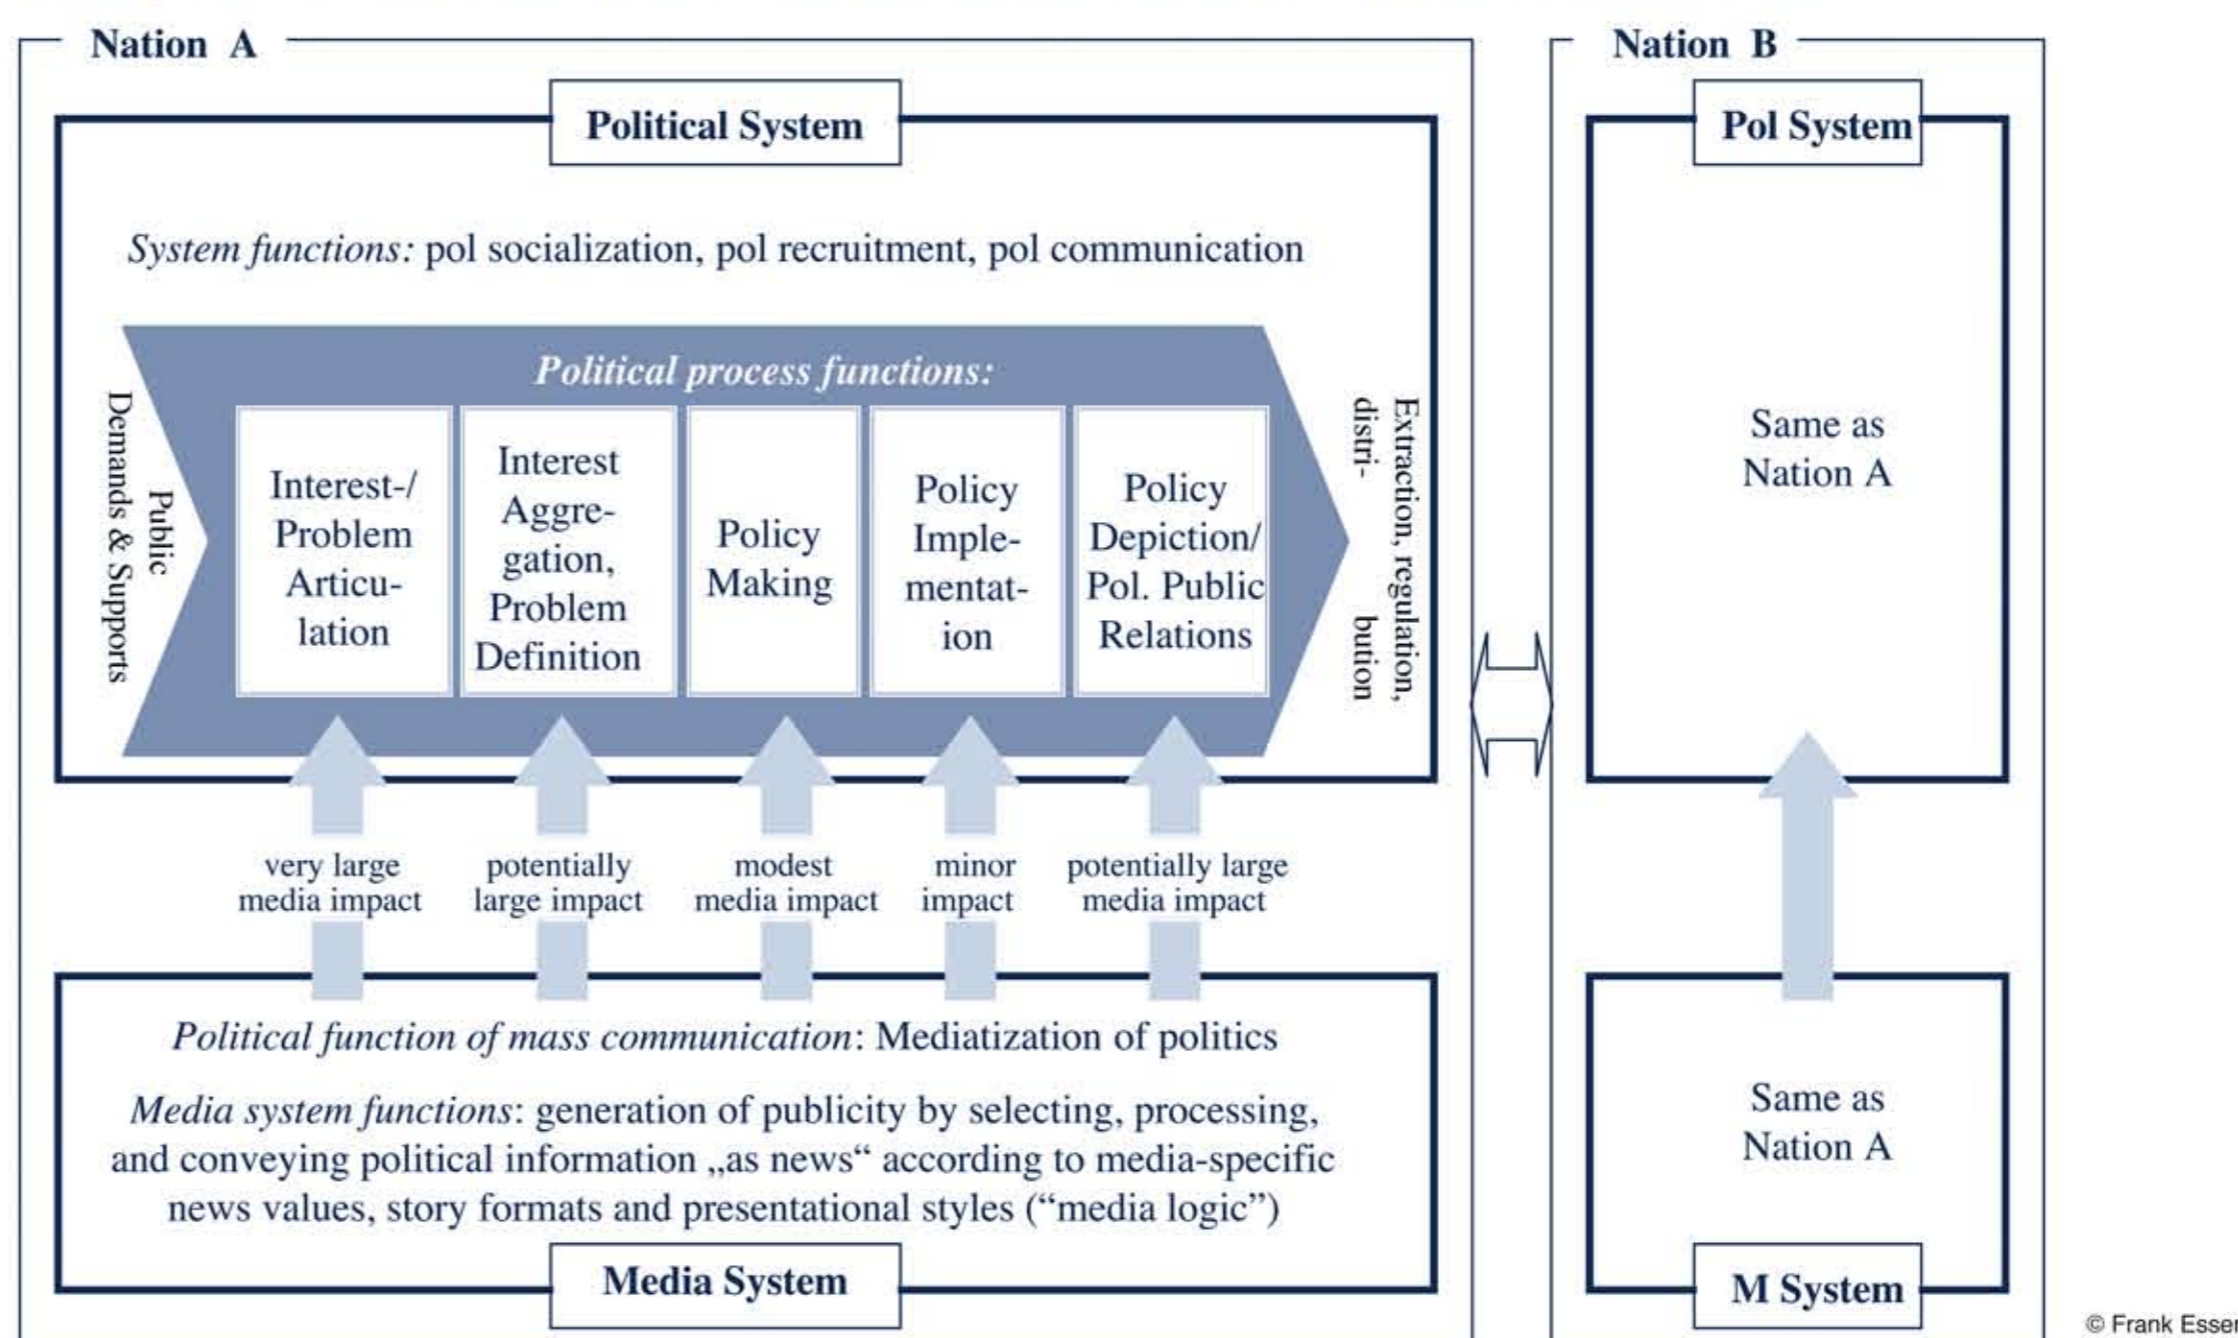 Nation A
Political System
System functions: pol socialization, pol recruitment, pol communication
Political process functions:
Public
Demands & Supports
Interest-/
Problem
Articu-
lation
Interest
Aggre-
gation,
Problem
Definition
Policy
Making
Policy
Imple-
mentat-
ion
Policy
Depiction/
Pol. Public
Relations
Extraction, regulation,
distri- bution
very large
media impact
potentially
large impact
modest
media impact
minor
impact
potentially large
media impact
Political function of mass communication: Mediatization of politics
Media system functions: generation of publicity by selecting, processing,
and conveying political information „as news“ according to media-specific
news values, story formats and presentational styles (“media logic”)
Media System
Nation B
Pol System
Same as
Nation A
Same as
Nation A
M System
© Frank Esser